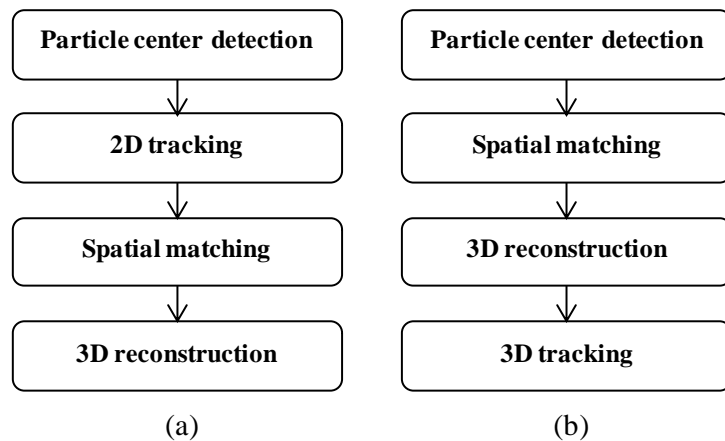 Particle center detection
2D tracking
Spatial matching
3D reconstruction
(a)
Particle center detection
Spatial matching
3D reconstruction
3D tracking
(b)